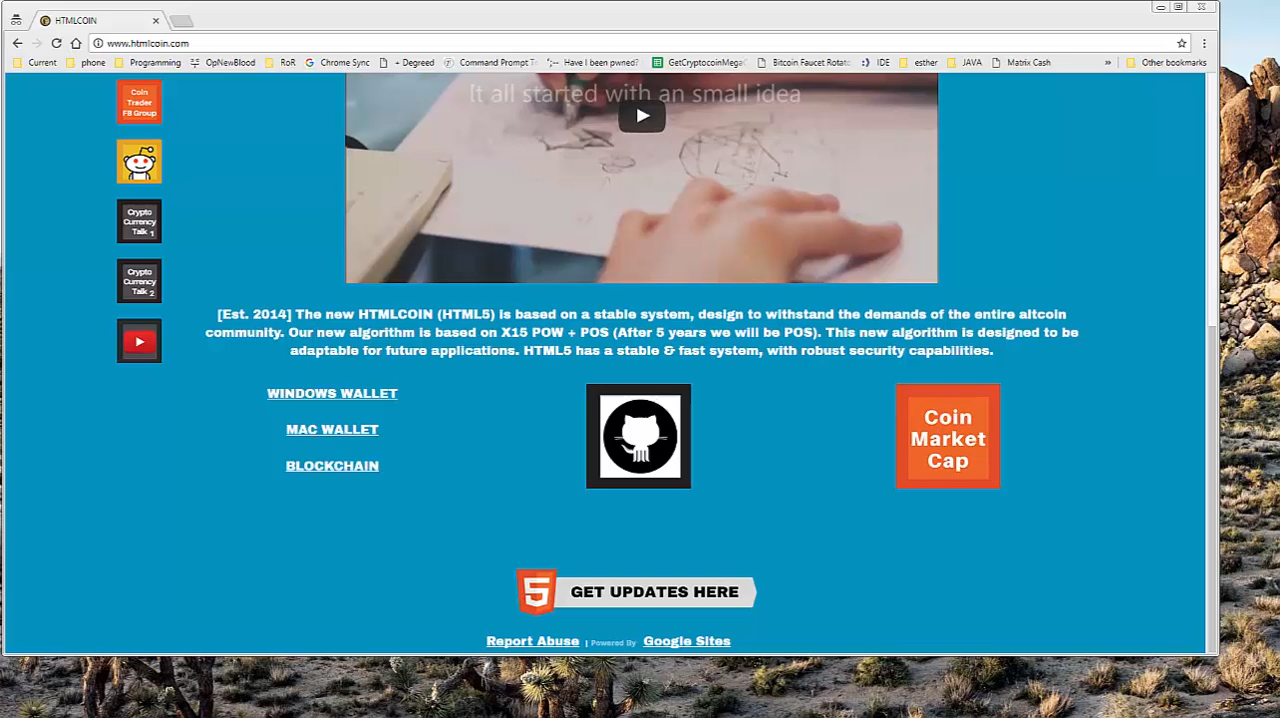 HTMLCOIN
www.htmlcoin.com
Current phone Programming OpNewBlood RoR Chrome Sync + Degreed Command Prompt T Have I been pwned? GetCryptocoinMega Bitcoin Faucet Rotato IDE esther JAVA Matrix Cash » Other bookmarks
It all started with an small idea
Coin
Trader
FB Group
Crypto
Currency
Talk 1
Crypto
Currency
Talk 2
[Est. 2014] The new HTMLCOIN (HTML5) is based on a stable system, design to withstand the demands of the entire altcoin
community. Our new algorithm is based on X15 POW + POS (After 5 years we will be POS). This new algorithm is designed to be
adaptable for future applications. HTML5 has a stable & fast system, with robust security capabilities.
WINDOWS WALLET
MAC WALLET
BLOCKCHAIN
Coin
Market
Cap
5 GET UPDATES HERE
Report Abuse | Powered By Google Sites